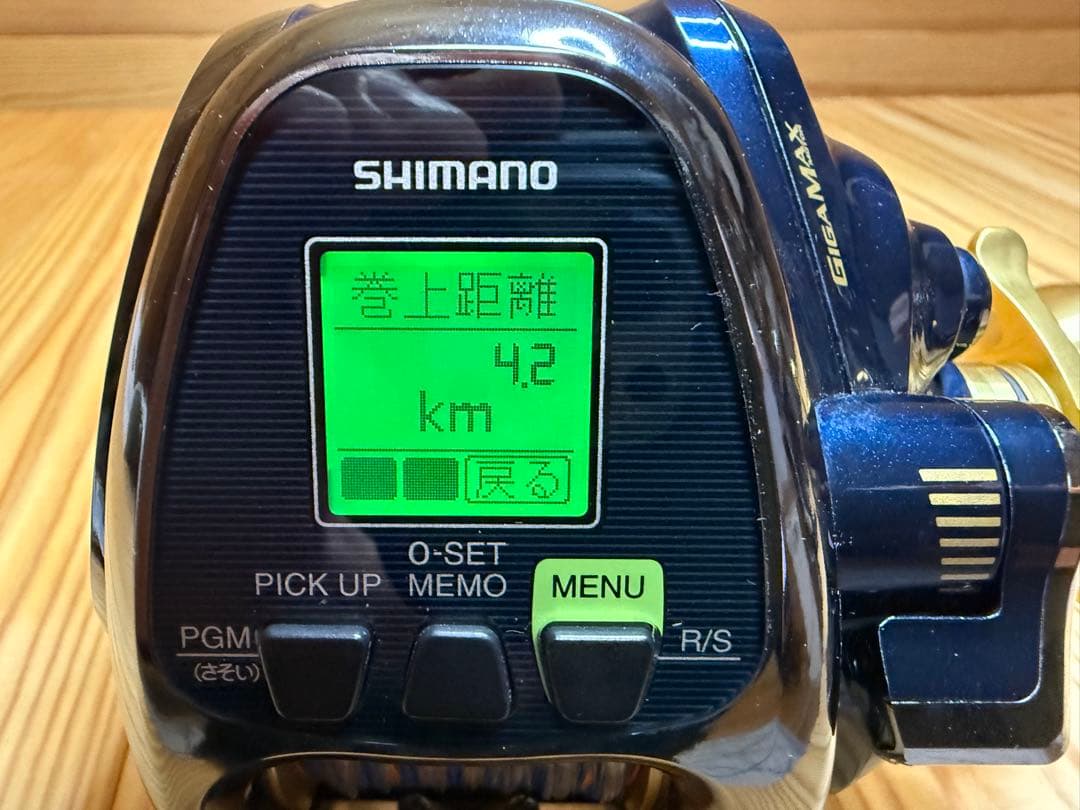 SHIMANO
GIGAMAX
巻上距離
4.2
km
戻る
0-SET
PICK UP MEMO MENU
PGM R/S
(さそい)